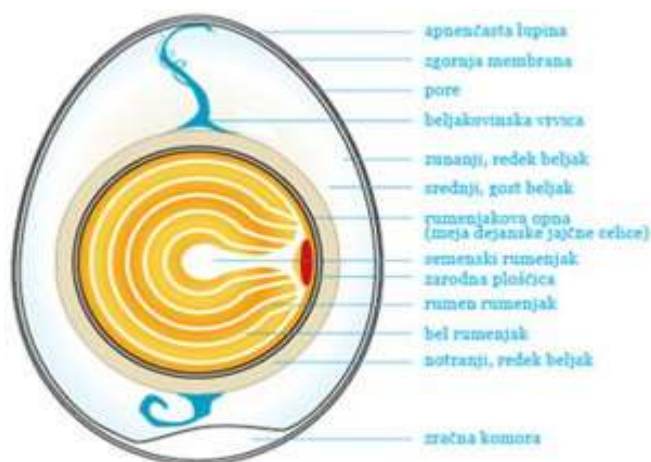 apnenčasta lupina
zgornja membrana
pore
beljakovinska vrvica
zunanji, redek beljak
srednji, gost beljak
rumenjakova opna
(meja dejanske jajčne celice)
semenski rumenjak
zarodna ploščica
rumen rumenjak
bel rumenjak
notranji, redek beljak
zračna komora